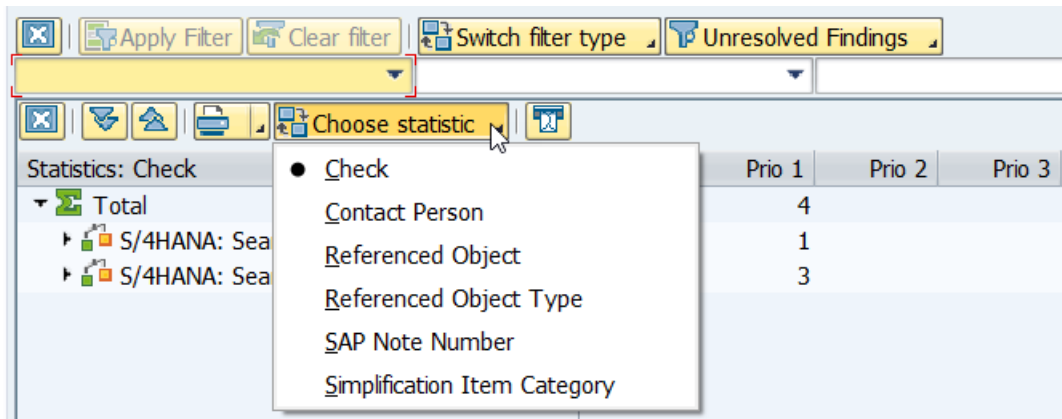 Apply Filter Clear filter Switch filter type Unresolved Findings
Choose statistic
Statistics: Check Prio 1 Prio 2 Prio 3
Check
Total 4
Contact Person
S/4HANA: Sea 1
Referenced Object
S/4HANA: Sea 3
Referenced Object Type
SAP Note Number
Simplification Item Category